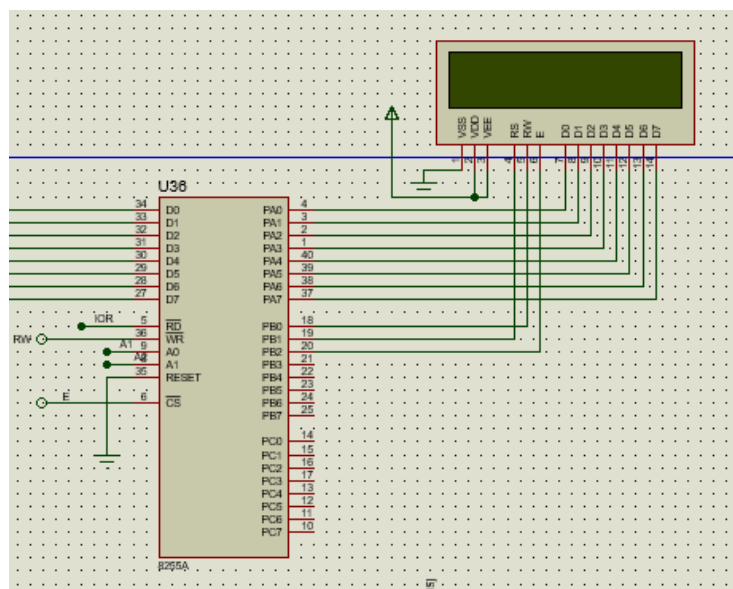 VSS VDD VEE RS RW E D0 D1 D2 D3 D4 D5 D6 D7
1 2 3 4 5 6 7 8 9 10 11 12 13 14
U36
34 D0 PA0 4
33 D1 PA1 3
32 D2 PA2 2
31 D3 PA3 1
30 D4 PA4 40
29 D5 PA5 39
28 D6 PA6 38
27 D7 PA7 37
IOR 5 RD PB0 18
RW 36 WR PB1 19
A1 9 A0 PB2 20
A1 PB3 21
35 RESET PB4 22
PB5 23
E 6 CS PB6 24
PB7 25
PC0 14
PC1 15
PC2 16
PC3 17
PC4 13
PC5 12
PC6 11
PC7 10
8255A